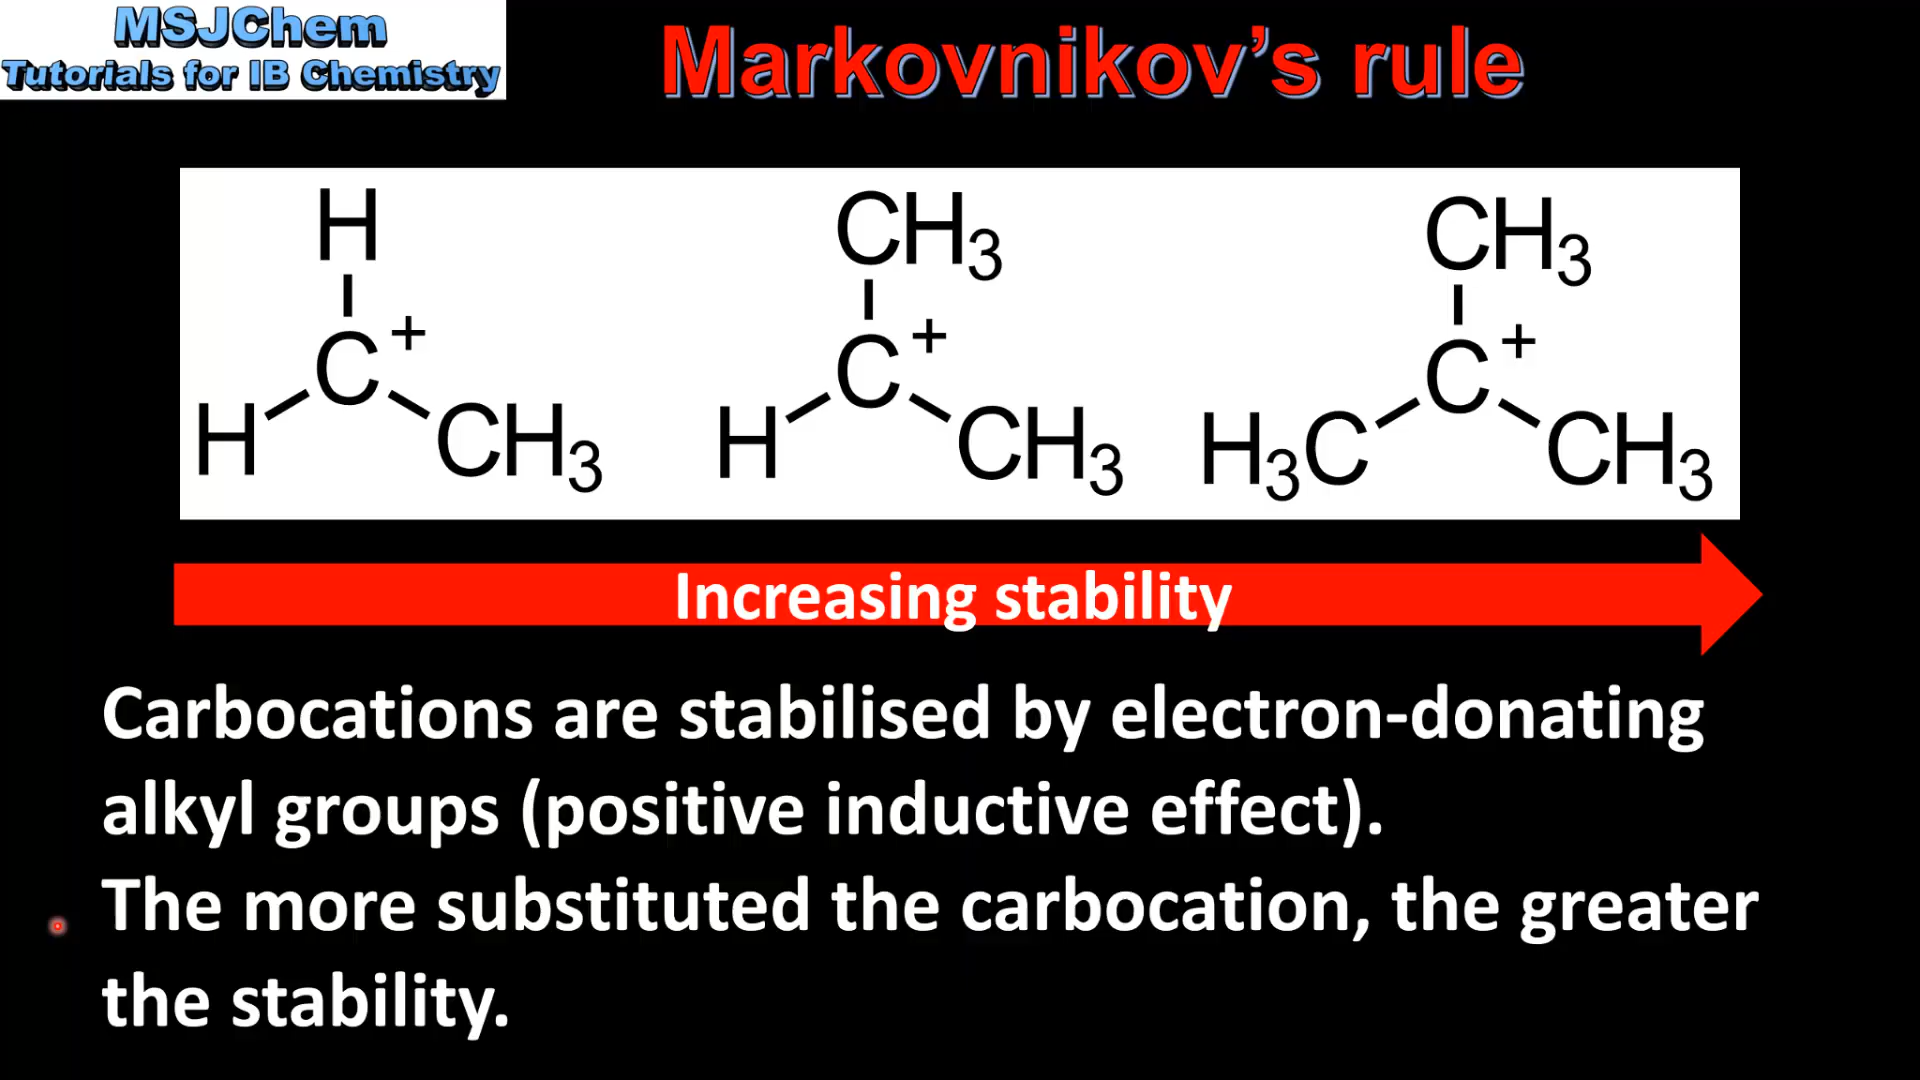 MSJChem
Tutorials for IB Chemistry
Markovnikov's rule
H
C+
H
CH3
CH3
C+
H
CH3
CH3
C+
H3C
CH3
Increasing stability
Carbocations are stabilised by electron-donating
alkyl groups (positive inductive effect).
The more substituted the carbocation, the greater
the stability.